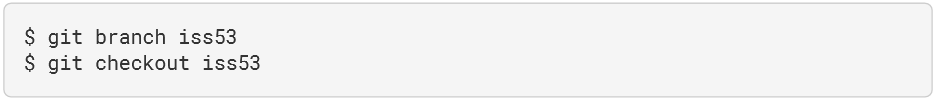 $ git branch iss53
$ git checkout iss53